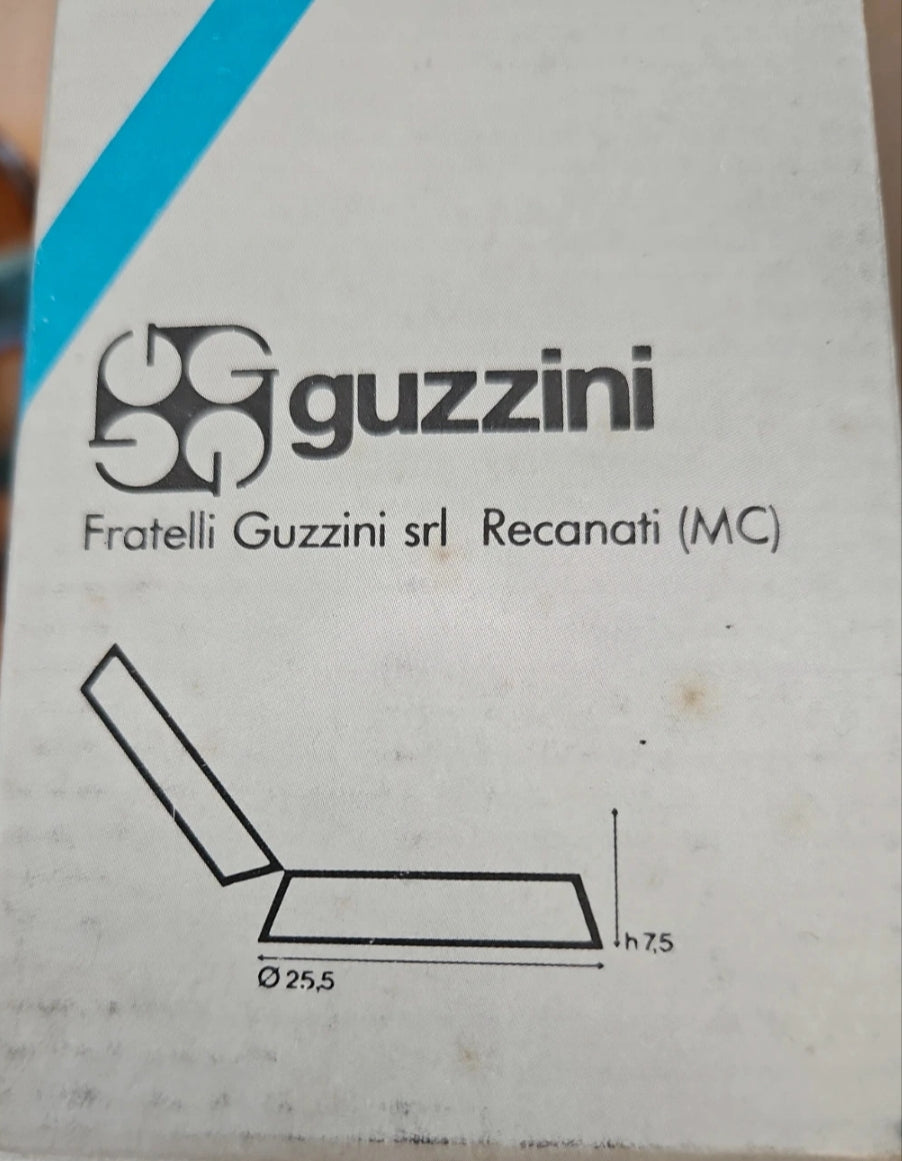 guzzini
Fratelli Guzzini srl Recanati (MC)
h 7,5
Ø 25,5